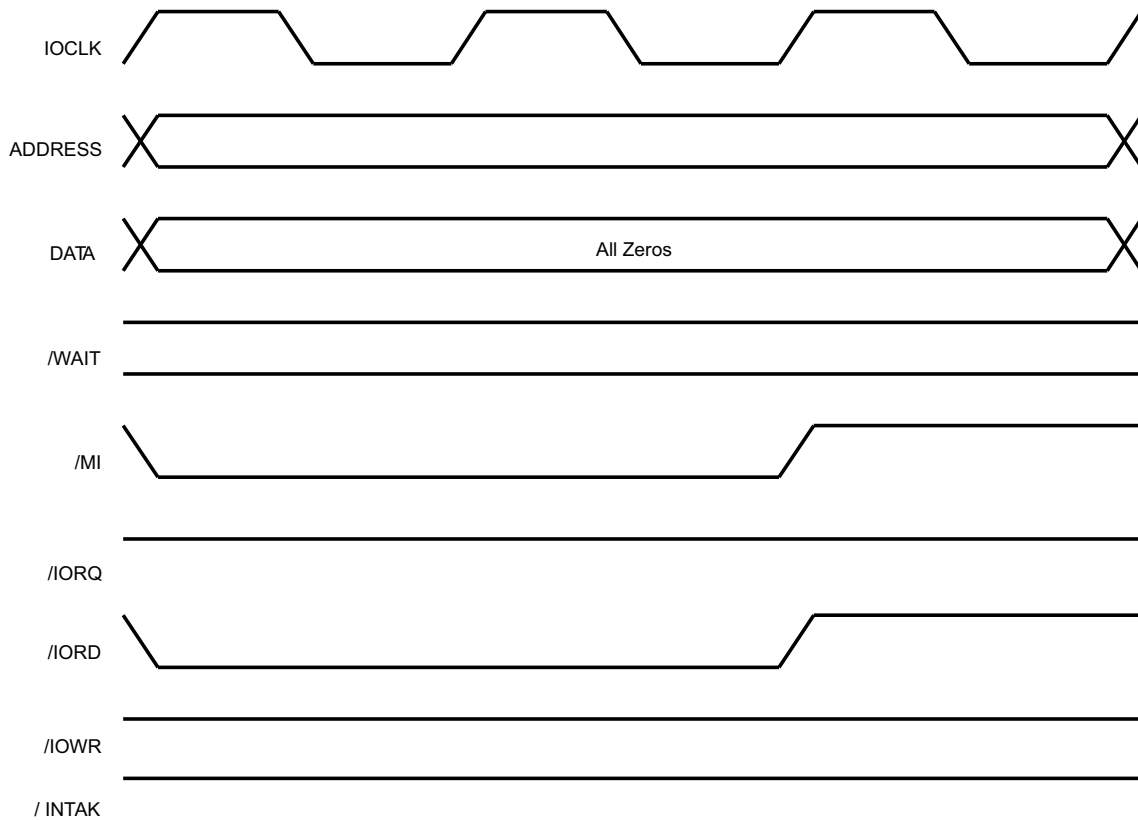 IOCLK
ADDRESS
DATA
All Zeros
/WAIT
/MI
/IORQ
/IORD
/IOWR
/ INTAK